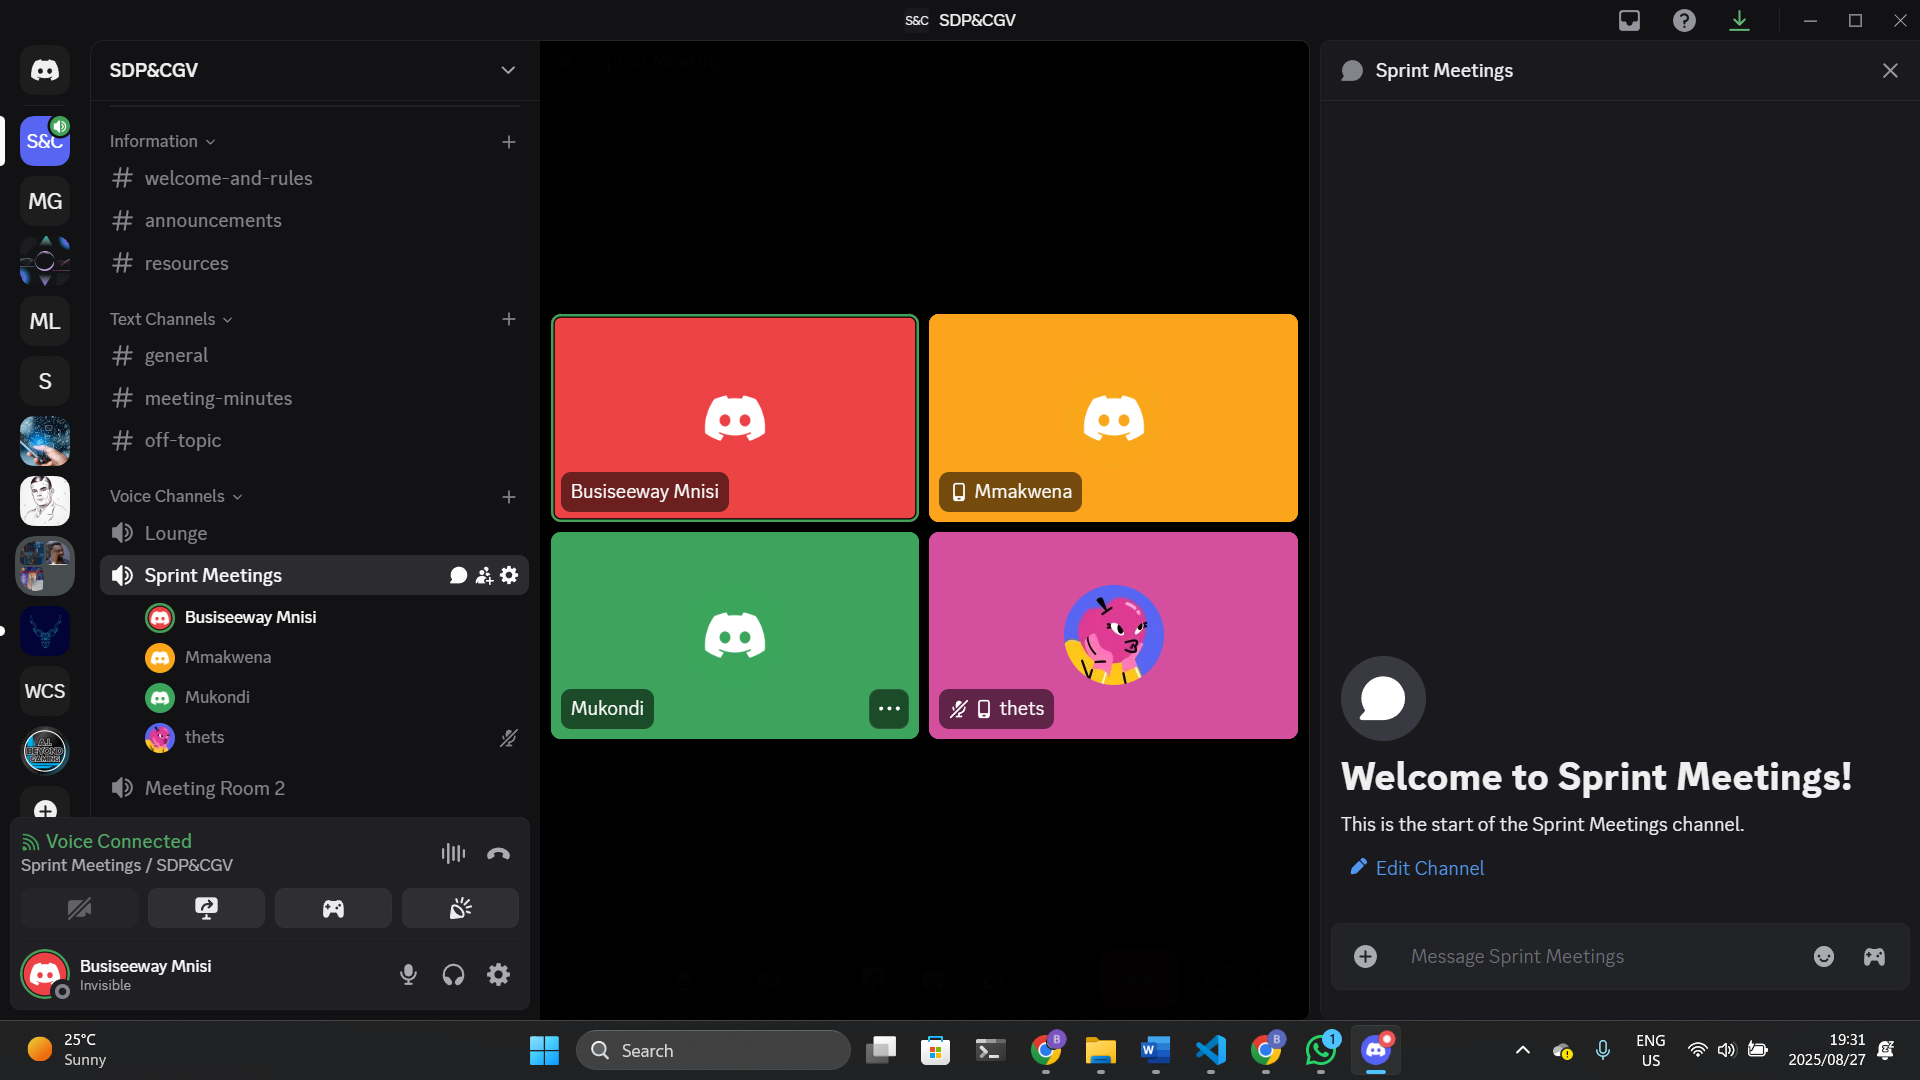 S&C SDP&CGV
S&C
MG
ML
S
WCS
A.I.
BEYOND
GAMING
SDP&CGV
Information
welcome-and-rules
announcements
resources
Text Channels
general
meeting-minutes
off-topic
Voice Channels
Lounge
Sprint Meetings
Busiseeway Mnisi
Mmakwena
Mukondi
thets
Meeting Room 2
Voice Connected
Sprint Meetings / SDP&CGV
Busiseeway Mnisi
Invisible
Busiseeway Mnisi
Mmakwena
Mukondi
thets
Sprint Meetings
Welcome to Sprint Meetings!
This is the start of the Sprint Meetings channel.
Edit Channel
Message Sprint Meetings
25°C
Sunny
Search
B
W
B
1
ENG
US
19:31
2025/08/27